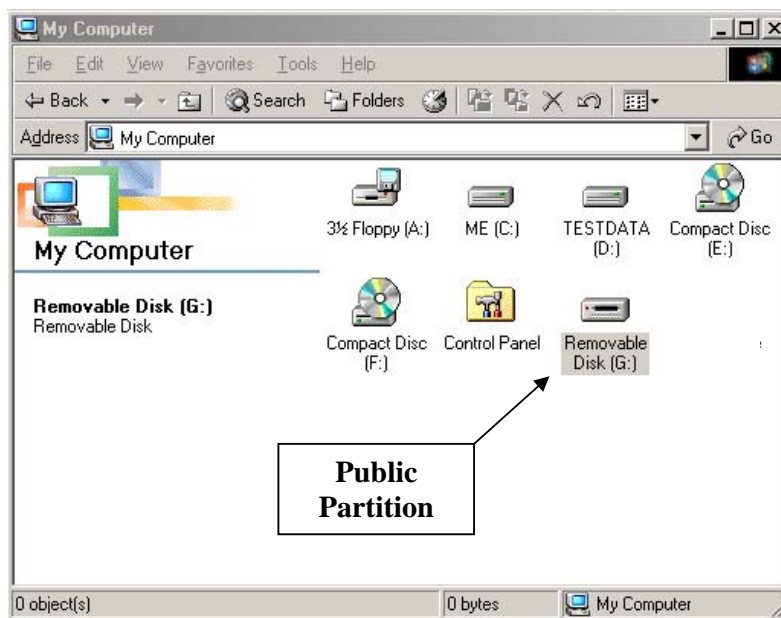 My Computer
File Edit View Favorites Tools Help
Back Search Folders
Address My Computer Go
My Computer
Removable Disk (G:)
Removable Disk
3½ Floppy (A:)
ME (C:)
TESTDATA
(D:)
Compact Disc
(E:)
Compact Disc
(F:)
Control Panel
Removable
Disk (G:)
Public
Partition
0 object(s) 0 bytes My Computer